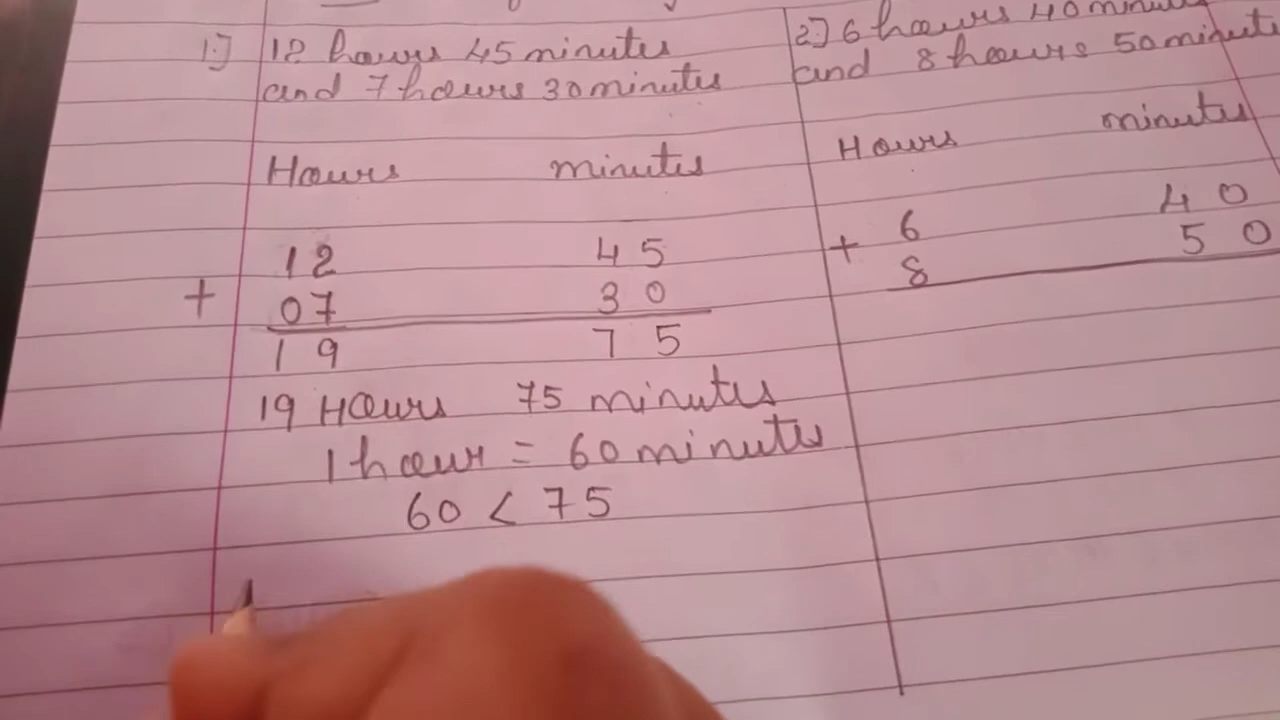 1.] 12 hours 45 minutes
and 7 hours 30 minutes
Hours minutes
12 45
+ 07 30
19 75
19 Hours 75 minutes
1 hour = 60 minutes
60 < 75
2.] 6 hours 40 minutes
and 8 hours 50 minutes
Hours minutes
6 40
+ 8 50